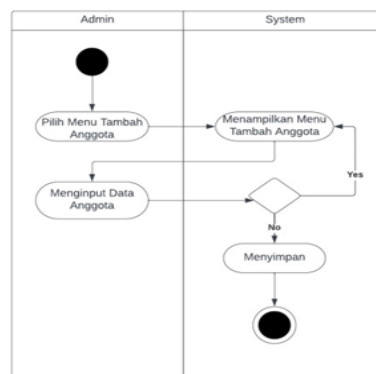 Admin
System
Pilih Menu Tambah
Anggota
Menampilkan Menu
Tambah Anggota
Yes
Menginput Data
Anggota
No
Menyimpan